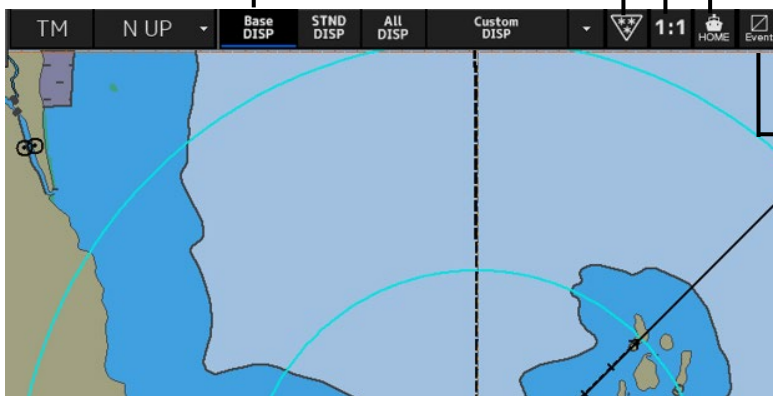 TM
N UP
Base
DISP
STND
DISP
All
DISP
Custom
DISP
1:1
HOME
Event